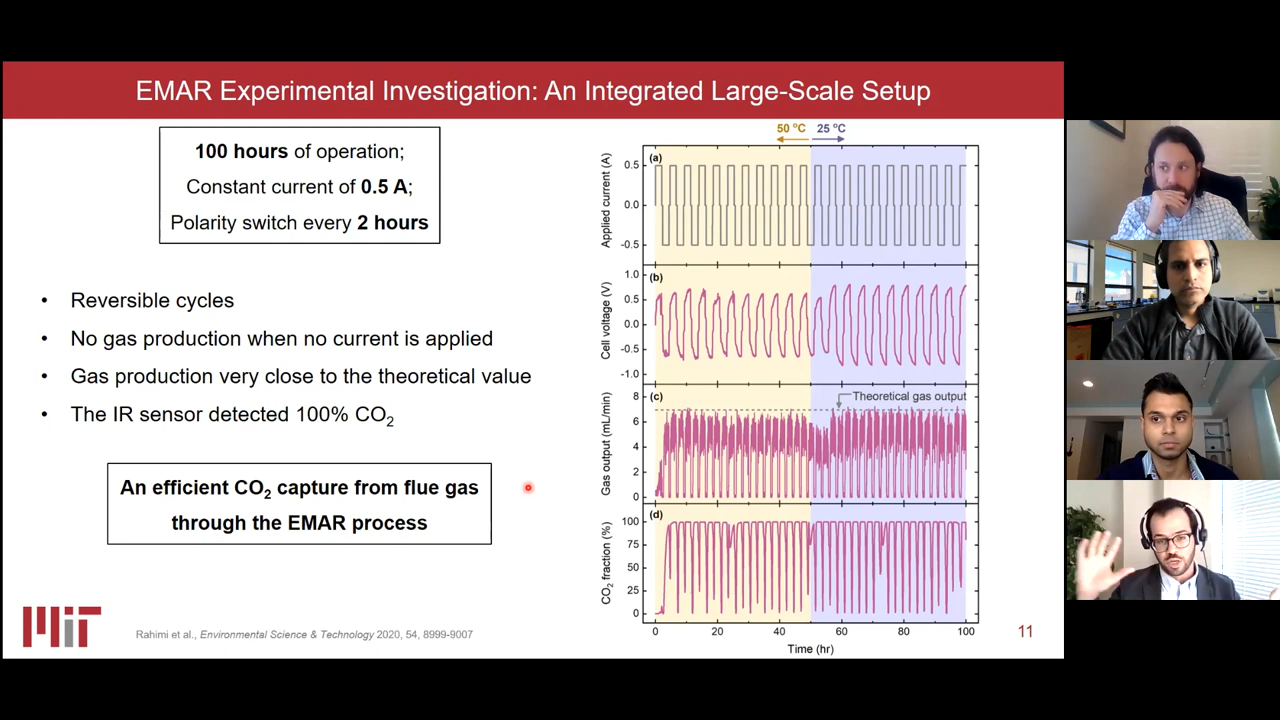 EMAR Experimental Investigation: An Integrated Large-Scale Setup
100 hours of operation;
Constant current of 0.5 A;
Polarity switch every 2 hours
• Reversible cycles
• No gas production when no current is applied
• Gas production very close to the theoretical value
• The IR sensor detected 100% CO2
An efficient CO2 capture from flue gas
through the EMAR process
MIT
Rahimi et al., Environmental Science & Technology 2020, 54, 8999-9007
50 °C 25 °C
(a)
Applied current (A)
0.5
0.0
-0.5
(b)
Cell voltage (V)
1.0
0.5
0.0
-0.5
-1.0
(c)
Theoretical gas output
Gas output (mL/min)
8
6
4
2
0
(d)
CO2 fraction (%)
100
75
50
25
0
0 20 40 60 80 100
Time (hr)
11